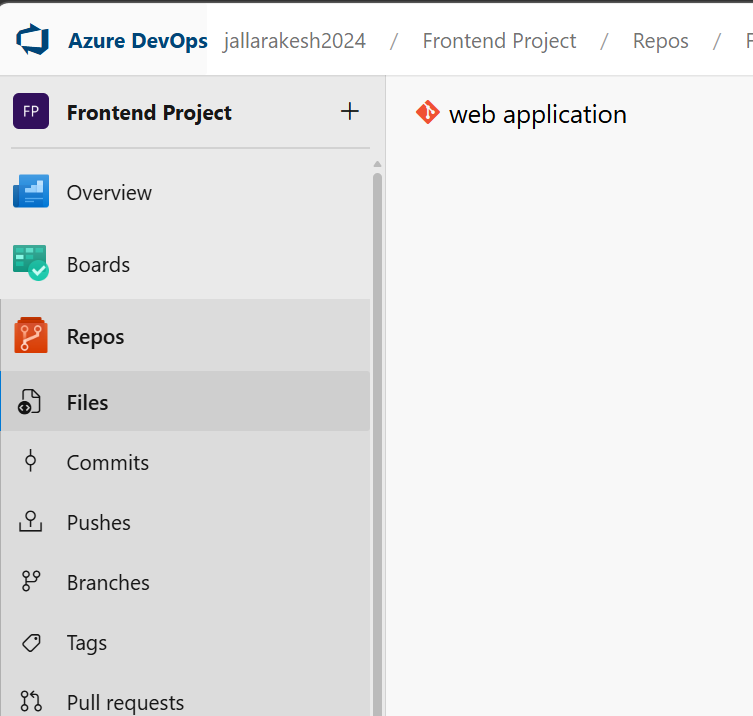 Azure DevOps jallarakesh2024 / Frontend Project / Repos /
FP Frontend Project +
web application
Overview
Boards
Repos
Files
Commits
Pushes
Branches
Tags
Pull requests